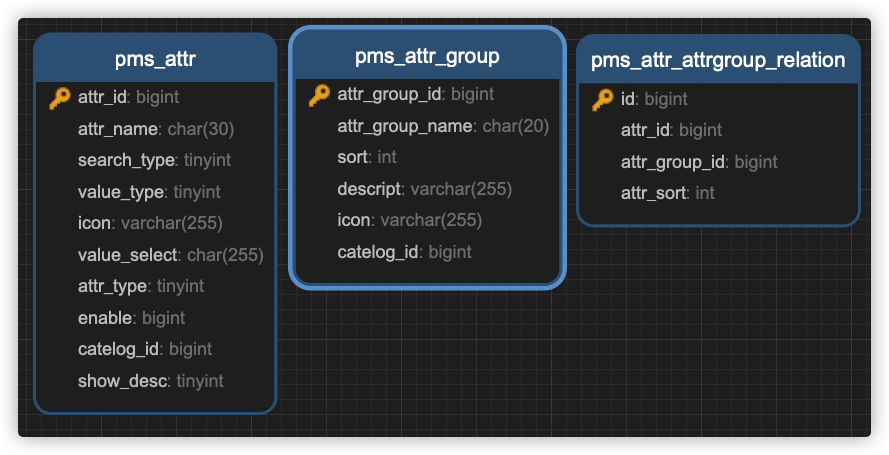 pms_attr
attr_id: bigint
attr_name: char(30)
search_type: tinyint
value_type: tinyint
icon: varchar(255)
value_select: char(255)
attr_type: tinyint
enable: bigint
catelog_id: bigint
show_desc: tinyint
pms_attr_group
attr_group_id: bigint
attr_group_name: char(20)
sort: int
descript: varchar(255)
icon: varchar(255)
catelog_id: bigint
pms_attr_attrgroup_relation
id: bigint
attr_id: bigint
attr_group_id: bigint
attr_sort: int